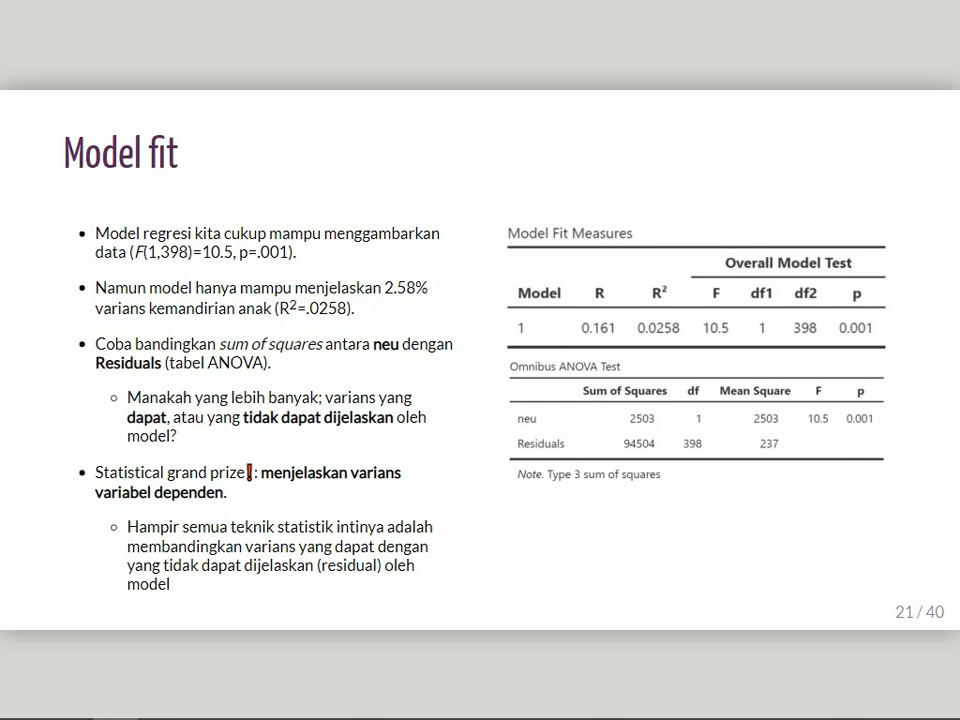 Model fit
Model regresi kita cukup mampu menggambarkan
data (F(1,398)=10.5, p=.001).
Namun model hanya mampu menjelaskan 2.58%
varians kemandirian anak (R²=.0258).
Coba bandingkan sum of squares antara neu dengan
Residuals (tabel ANOVA).
Manakah yang lebih banyak; varians yang
dapat, atau yang tidak dapat dijelaskan oleh
model?
Statistical grand prize❗: menjelaskan varians
variabel dependen.
Hampir semua teknik statistik intinya adalah
membandingkan varians yang dapat dengan
yang tidak dapat dijelaskan (residual) oleh
model
Model Fit Measures
Overall Model Test
Model R R² F df1 df2 p
1 0.161 0.0258 10.5 1 398 0.001
Omnibus ANOVA Test
Sum of Squares df Mean Square F p
neu 2503 1 2503 10.5 0.001
Residuals 94504 398 237
Note. Type 3 sum of squares
21 / 40